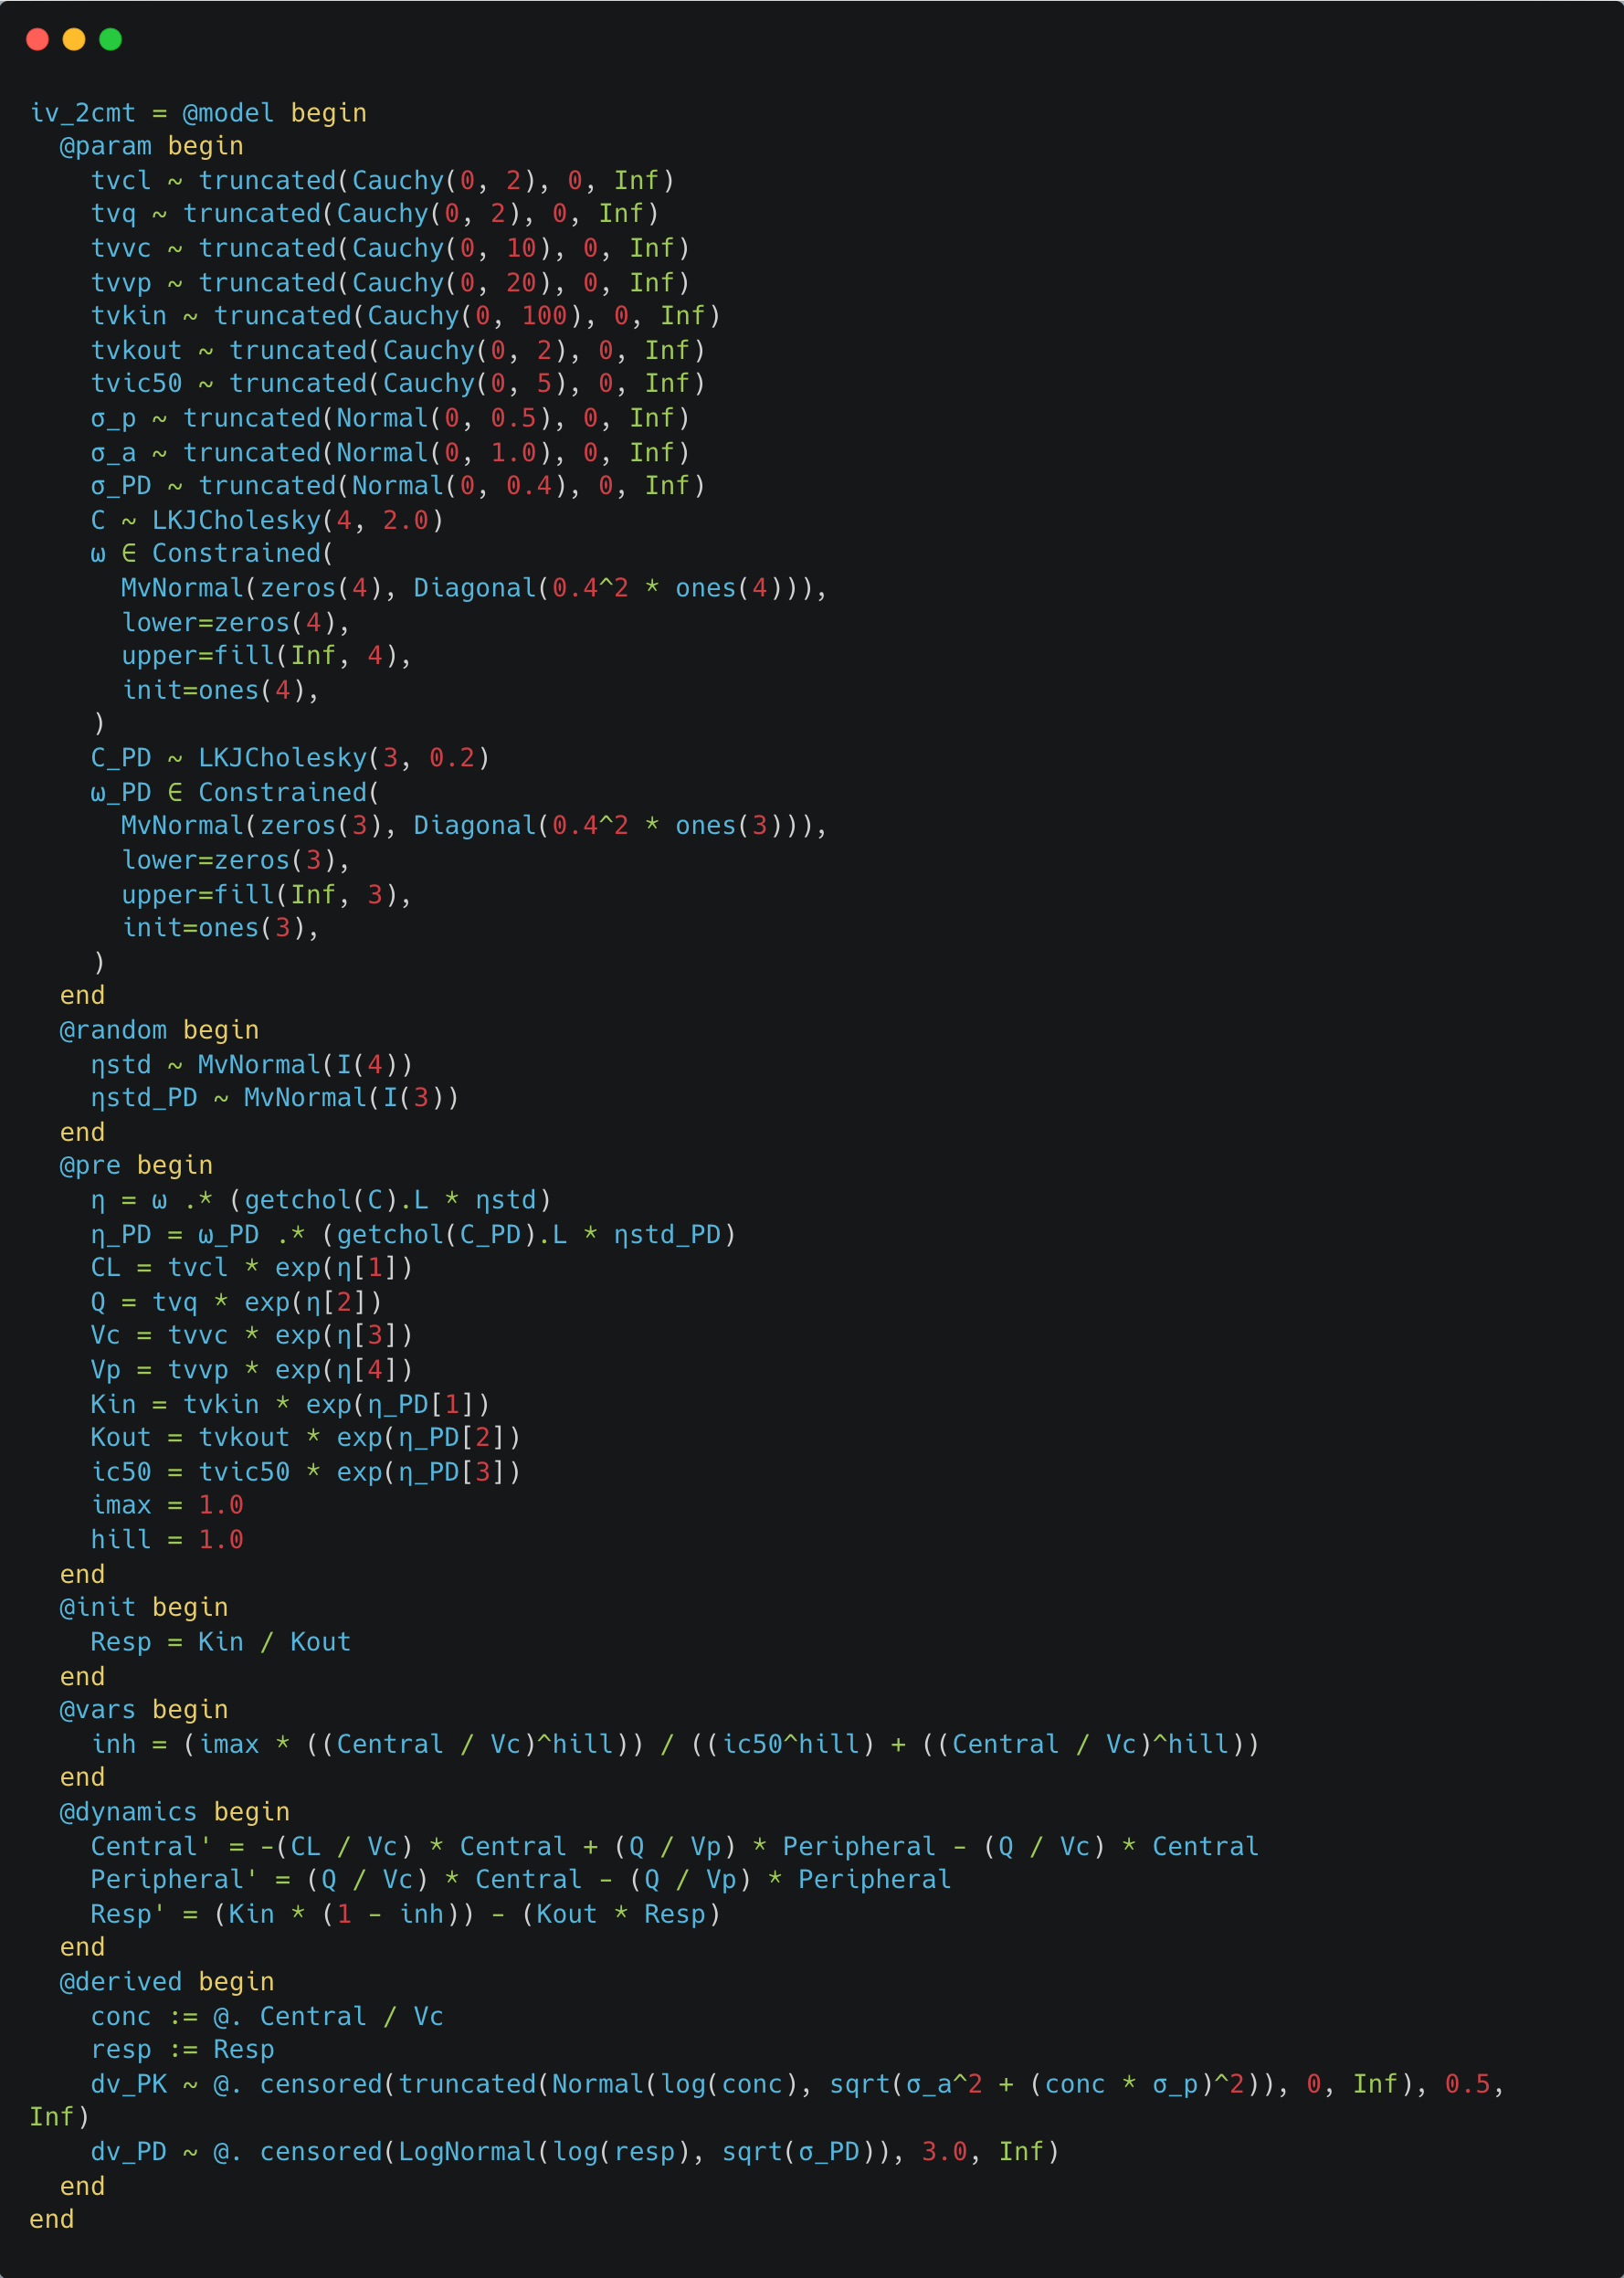 iv_2cmt = @model begin
  @param begin
    tvcl ~ truncated(Cauchy(0, 2), 0, Inf)
    tvq ~ truncated(Cauchy(0, 2), 0, Inf)
    tvvc ~ truncated(Cauchy(0, 10), 0, Inf)
    tvvp ~ truncated(Cauchy(0, 20), 0, Inf)
    tvkin ~ truncated(Cauchy(0, 100), 0, Inf)
    tvkout ~ truncated(Cauchy(0, 2), 0, Inf)
    tvic50 ~ truncated(Cauchy(0, 5), 0, Inf)
    σ_p ~ truncated(Normal(0, 0.5), 0, Inf)
    σ_a ~ truncated(Normal(0, 1.0), 0, Inf)
    σ_PD ~ truncated(Normal(0, 0.4), 0, Inf)
    C ~ LKJCholesky(4, 2.0)
    ω ∈ Constrained(
      MvNormal(zeros(4), Diagonal(0.4^2 * ones(4))),
      lower=zeros(4),
      upper=fill(Inf, 4),
      init=ones(4),
    )
    C_PD ~ LKJCholesky(3, 0.2)
    ω_PD ∈ Constrained(
      MvNormal(zeros(3), Diagonal(0.4^2 * ones(3))),
      lower=zeros(3),
      upper=fill(Inf, 3),
      init=ones(3),
    )
  end
  @random begin
    ηstd ~ MvNormal(I(4))
    ηstd_PD ~ MvNormal(I(3))
  end
  @pre begin
    η = ω .* (getchol(C).L * ηstd)
    η_PD = ω_PD .* (getchol(C_PD).L * ηstd_PD)
    CL = tvcl * exp(η[1])
    Q = tvq * exp(η[2])
    Vc = tvvc * exp(η[3])
    Vp = tvvp * exp(η[4])
    Kin = tvkin * exp(η_PD[1])
    Kout = tvkout * exp(η_PD[2])
    ic50 = tvic50 * exp(η_PD[3])
    imax = 1.0
    hill = 1.0
  end
  @init begin
    Resp = Kin / Kout
  end
  @vars begin
    inh = (imax * ((Central / Vc)^hill)) / ((ic50^hill) + ((Central / Vc)^hill))
  end
  @dynamics begin
    Central' = -(CL / Vc) * Central + (Q / Vp) * Peripheral - (Q / Vc) * Central
    Peripheral' = (Q / Vc) * Central - (Q / Vp) * Peripheral
    Resp' = (Kin * (1 - inh)) - (Kout * Resp)
  end
  @derived begin
    conc := @. Central / Vc
    resp := Resp
    dv_PK ~ @. censored(truncated(Normal(log(conc), sqrt(σ_a^2 + (conc * σ_p)^2)), 0, Inf), 0.5,
Inf)
    dv_PD ~ @. censored(LogNormal(log(resp), sqrt(σ_PD)), 3.0, Inf)
  end
end